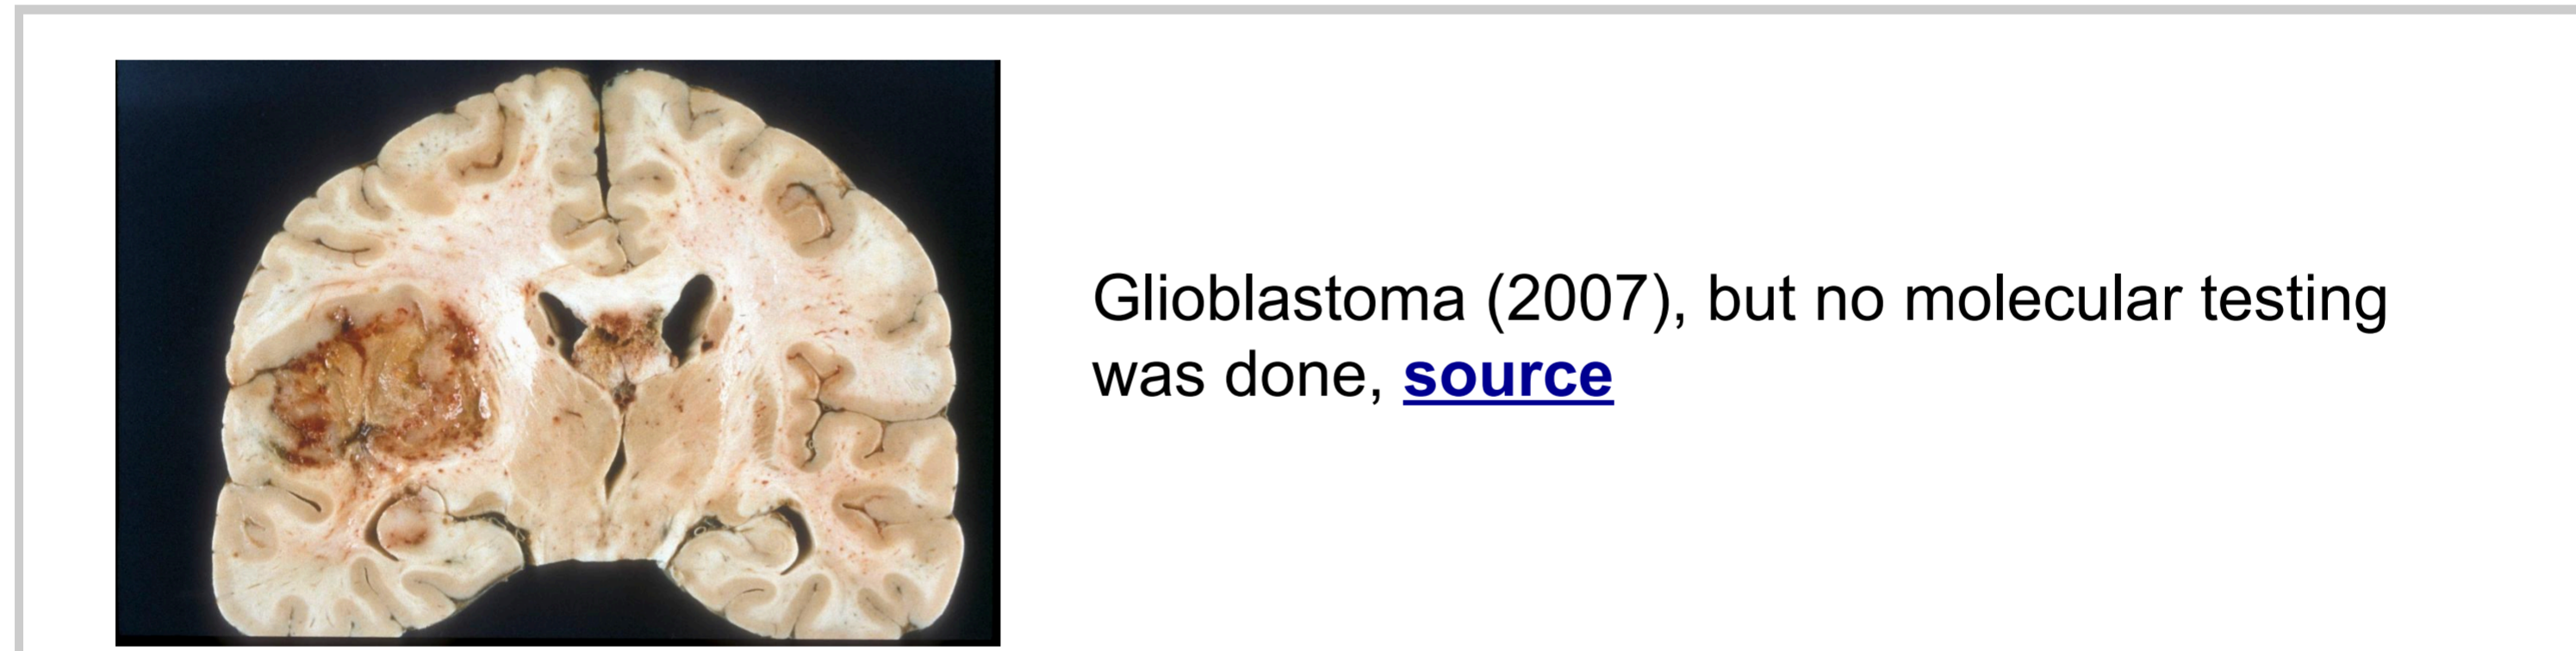 Glioblastoma (2007), but no molecular testing
was done, source